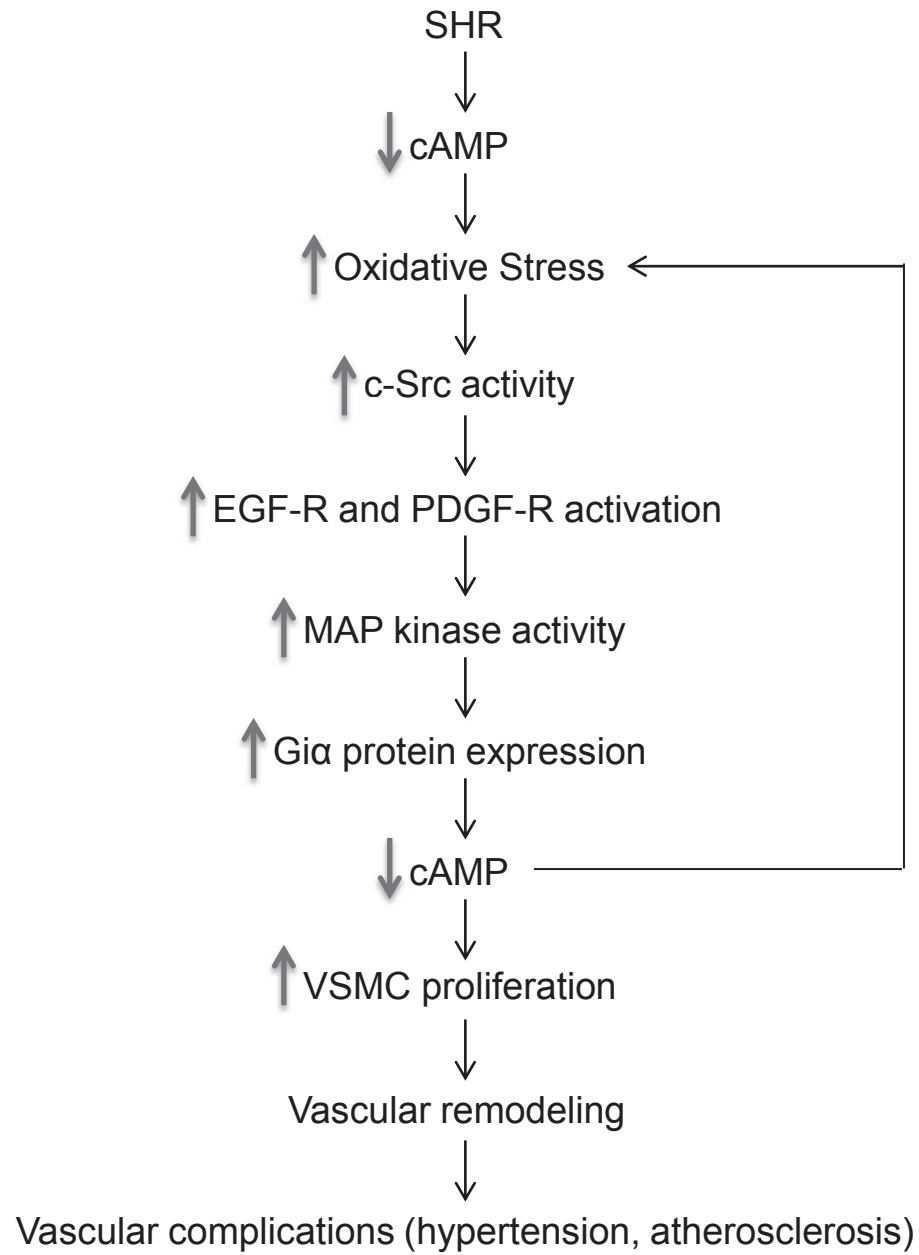 SHR
cAMP
Oxidative Stress
c-Src activity
EGF-R and PDGF-R activation
MAP kinase activity
Giα protein expression
cAMP
VSMC proliferation
Vascular remodeling
Vascular complications (hypertension, atherosclerosis)